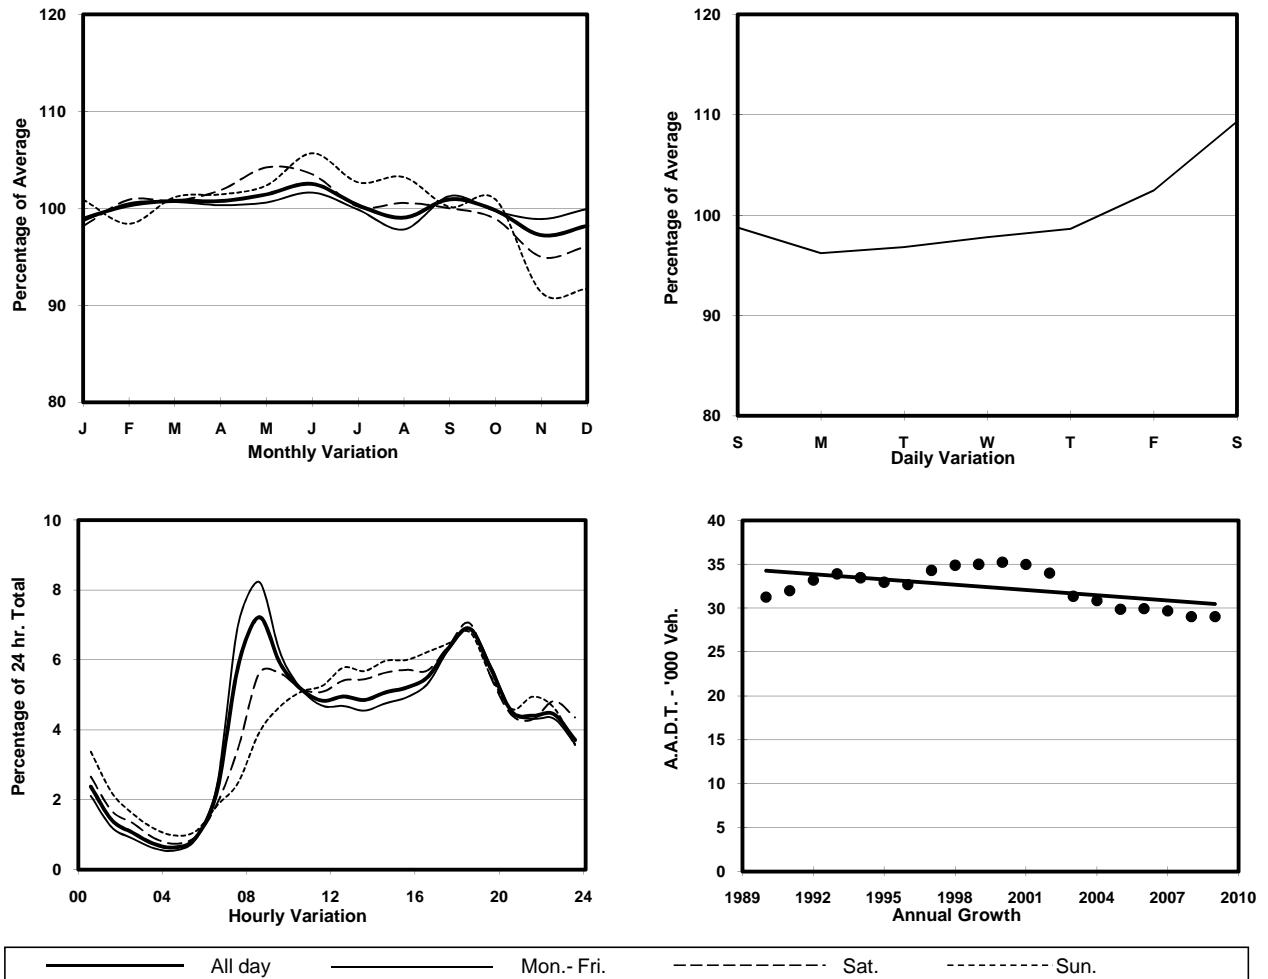 120
110
100
90
80
Percentage of Average
J F M A M J J A S O N D
Monthly Variation
120
110
100
90
80
Percentage of Average
S M T W T F S
Daily Variation
10
8
6
4
2
0
Percentage of 24 hr. Total
00 04 08 12 16 20 24
Hourly Variation
40
35
30
25
20
15
10
5
0
A.A.D.T. - '000 Veh.
1989 1992 1995 1998 2001 2004 2007 2010
Annual Growth
All day Mon.- Fri. Sat. Sun.